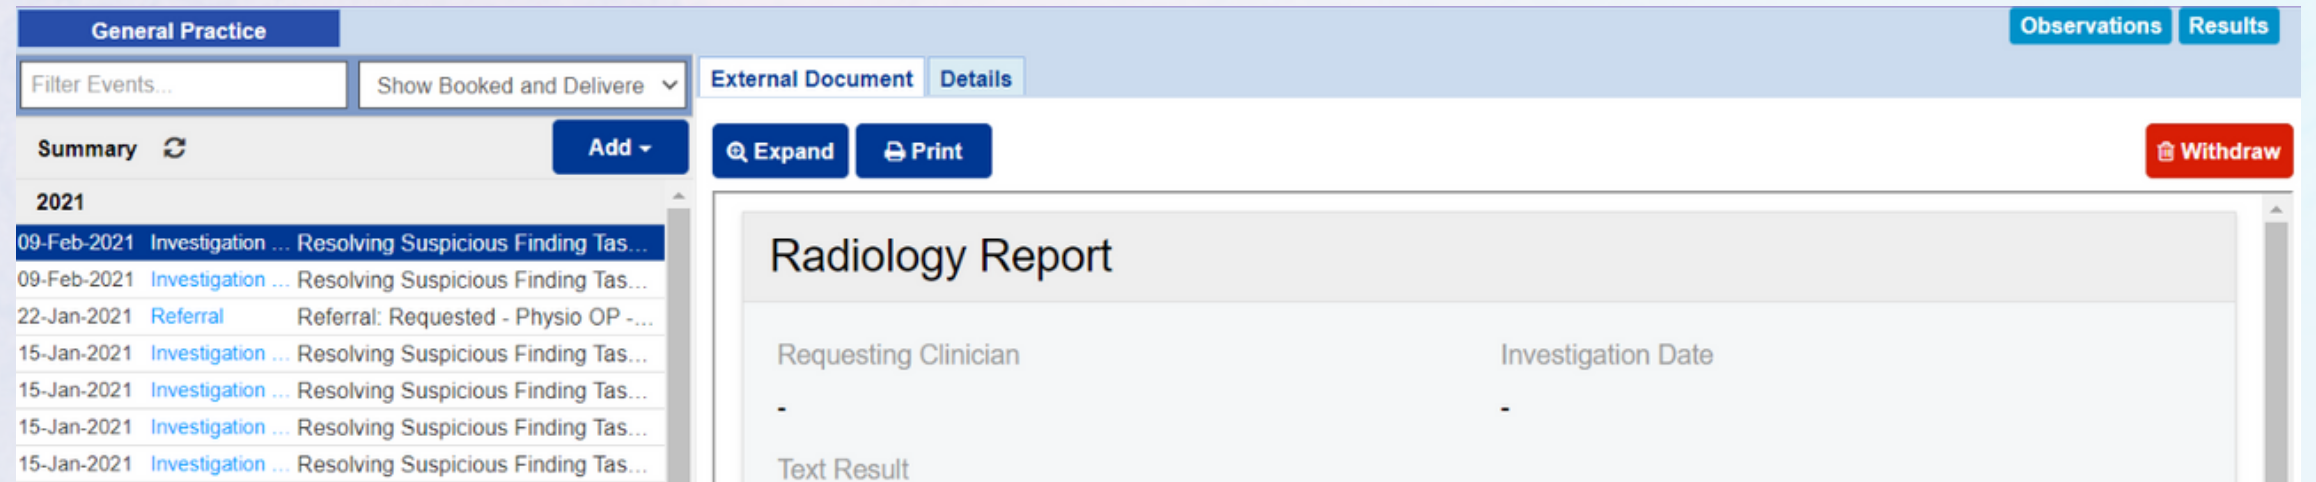 General Practice
Observations
Results
Filter Events...
Show Booked and Delivere
External Document
Details
Summary
Add
Expand
Print
Withdraw
2021
09-Feb-2021 Investigation ... Resolving Suspicious Finding Tas...
09-Feb-2021 Investigation ... Resolving Suspicious Finding Tas...
22-Jan-2021 Referral Referral: Requested - Physio OP -...
15-Jan-2021 Investigation ... Resolving Suspicious Finding Tas...
15-Jan-2021 Investigation ... Resolving Suspicious Finding Tas...
15-Jan-2021 Investigation ... Resolving Suspicious Finding Tas...
15-Jan-2021 Investigation ... Resolving Suspicious Finding Tas...
Radiology Report
Requesting Clinician
Investigation Date
-
-
Text Result